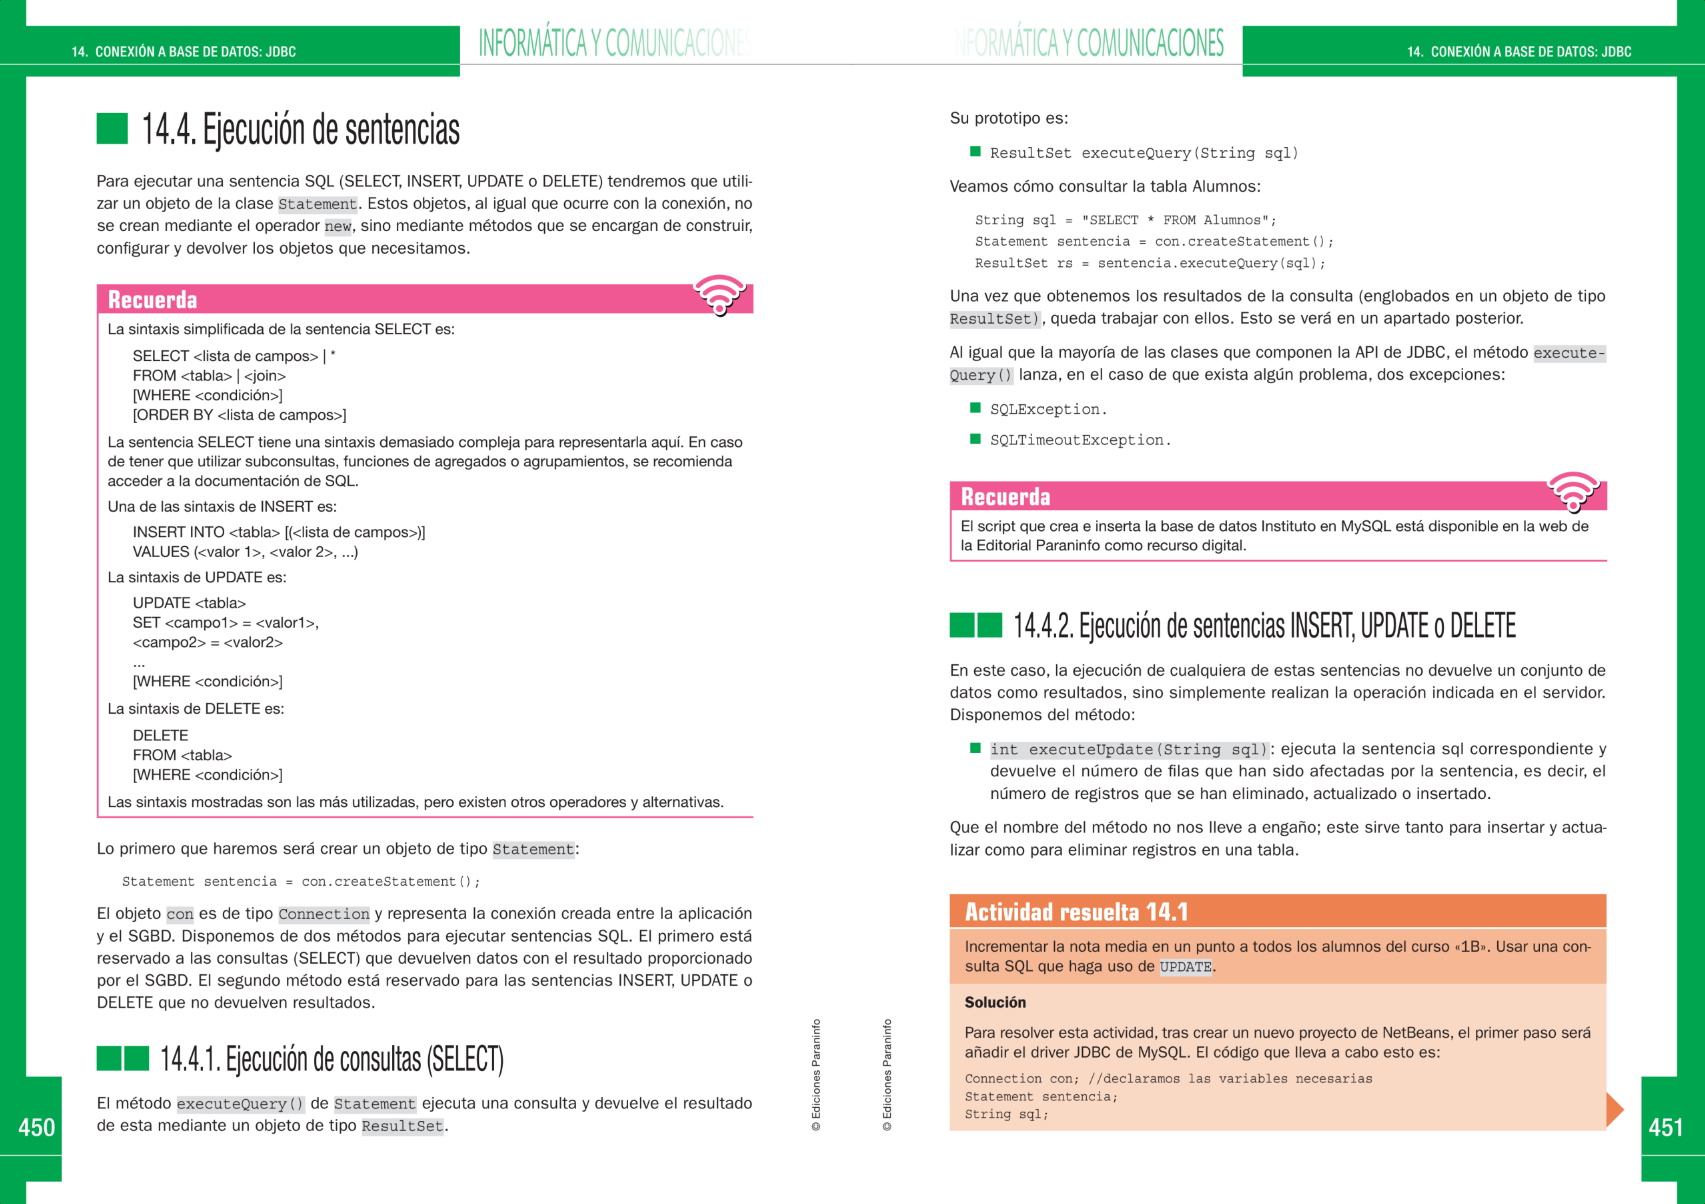 14. CONEXIÓN A BASE DE DATOS: JDBC
INFORMÁTICA Y COMUNICACIONES
14.4. Ejecución de sentencias
Para ejecutar una sentencia SQL (SELECT, INSERT, UPDATE o DELETE) tendremos que utili-
zar un objeto de la clase Statement. Estos objetos, al igual que ocurre con la conexión, no
se crean mediante el operador new, sino mediante métodos que se encargan de construir,
configurar y devolver los objetos que necesitamos.
Recuerda
La sintaxis simplificada de la sentencia SELECT es:
SELECT <lista de campos> | *
FROM <tabla> | <join>
[WHERE <condición>]
[ORDER BY <lista de campos>]
La sentencia SELECT tiene una sintaxis demasiado compleja para representarla aquí. En caso
de tener que utilizar subconsultas, funciones de agregados o agrupamientos, se recomienda
acceder a la documentación de SQL.
Una de las sintaxis de INSERT es:
INSERT INTO <tabla> [(<lista de campos>)]
VALUES (<valor 1>, <valor 2>, ...)
La sintaxis de UPDATE es:
UPDATE <tabla>
SET <campo1> = <valor1>,
<campo2> = <valor2>
...
[WHERE <condición>]
La sintaxis de DELETE es:
DELETE
FROM <tabla>
[WHERE <condición>]
Las sintaxis mostradas son las más utilizadas, pero existen otros operadores y alternativas.
Lo primero que haremos será crear un objeto de tipo Statement:
Statement sentencia = con.createStatement();
El objeto con es de tipo Connection y representa la conexión creada entre la aplicación
y el SGBD. Disponemos de dos métodos para ejecutar sentencias SQL. El primero está
reservado a las consultas (SELECT) que devuelven datos con el resultado proporcionado
por el SGBD. El segundo método está reservado para las sentencias INSERT, UPDATE o
DELETE que no devuelven resultados.
14.4.1. Ejecución de consultas (SELECT)
El método executeQuery() de Statement ejecuta una consulta y devuelve el resultado
de esta mediante un objeto de tipo ResultSet.
450
© Ediciones Paraninfo
INFORMÁTICA Y COMUNICACIONES
14. CONEXIÓN A BASE DE DATOS: JDBC
Su prototipo es:
ResultSet executeQuery(String sql)
Veamos cómo consultar la tabla Alumnos:
String sql = "SELECT * FROM Alumnos";
Statement sentencia = con.createStatement();
ResultSet rs = sentencia.executeQuery(sql);
Una vez que obtenemos los resultados de la consulta (englobados en un objeto de tipo
ResultSet), queda trabajar con ellos. Esto se verá en un apartado posterior.
Al igual que la mayoría de las clases que componen la API de JDBC, el método execute-
Query() lanza, en el caso de que exista algún problema, dos excepciones:
SQLException.
SQLTimeoutException.
Recuerda
El script que crea e inserta la base de datos Instituto en MySQL está disponible en la web de
la Editorial Paraninfo como recurso digital.
14.4.2. Ejecución de sentencias INSERT, UPDATE o DELETE
En este caso, la ejecución de cualquiera de estas sentencias no devuelve un conjunto de
datos como resultados, sino simplemente realizan la operación indicada en el servidor.
Disponemos del método:
int executeUpdate(String sql): ejecuta la sentencia sql correspondiente y
devuelve el número de filas que han sido afectadas por la sentencia, es decir, el
número de registros que se han eliminado, actualizado o insertado.
Que el nombre del método no nos lleve a engaño; este sirve tanto para insertar y actua-
lizar como para eliminar registros en una tabla.
Actividad resuelta 14.1
Incrementar la nota media en un punto a todos los alumnos del curso «1B». Usar una con-
sulta SQL que haga uso de UPDATE.
Solución
Para resolver esta actividad, tras crear un nuevo proyecto de NetBeans, el primer paso será
añadir el driver JDBC de MySQL. El código que lleva a cabo esto es:
Connection con; //declaramos las variables necesarias
Statement sentencia;
String sql;
© Ediciones Paraninfo
451